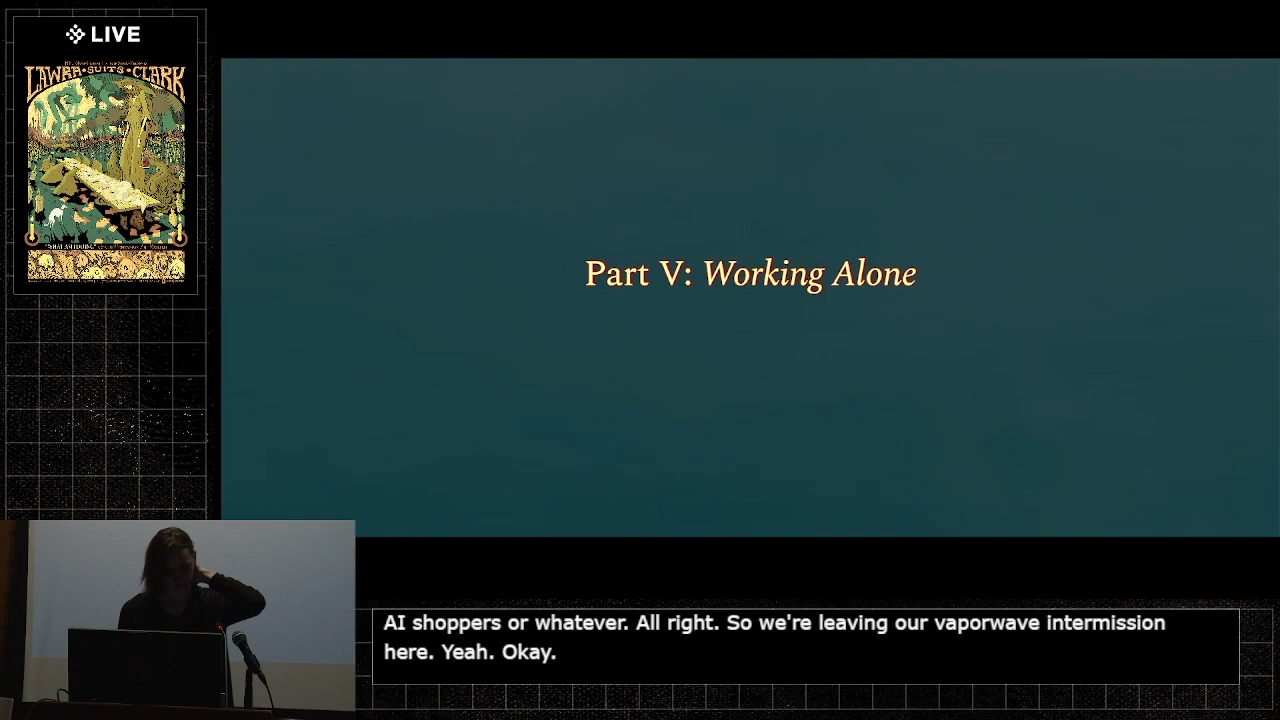 LIVE
LAWRA • SUITS • CLARK
Part V: Working Alone
AI shoppers or whatever. All right. So we're leaving our vaporwave intermission
here. Yeah. Okay.